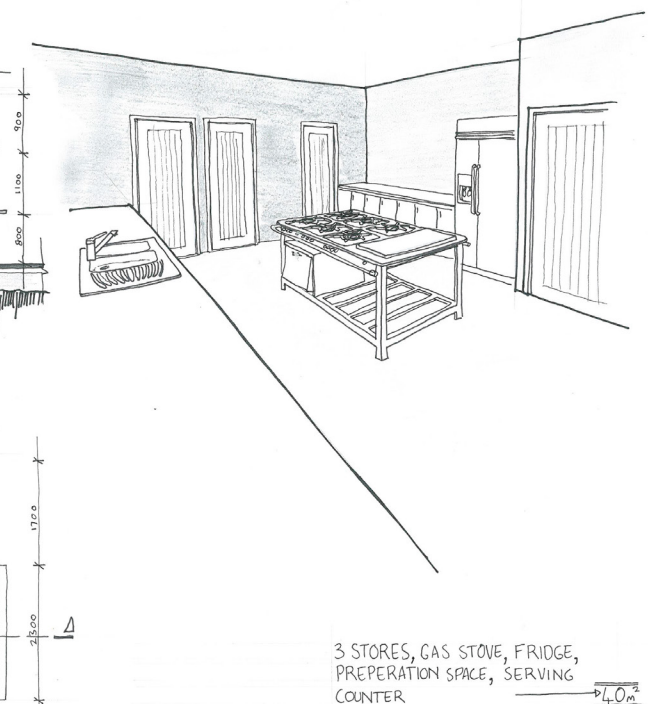 900
1100
800
1700
2300
3 STORES, GAS STOVE, FRIDGE,
PREPERATION SPACE, SERVING
COUNTER
40m²